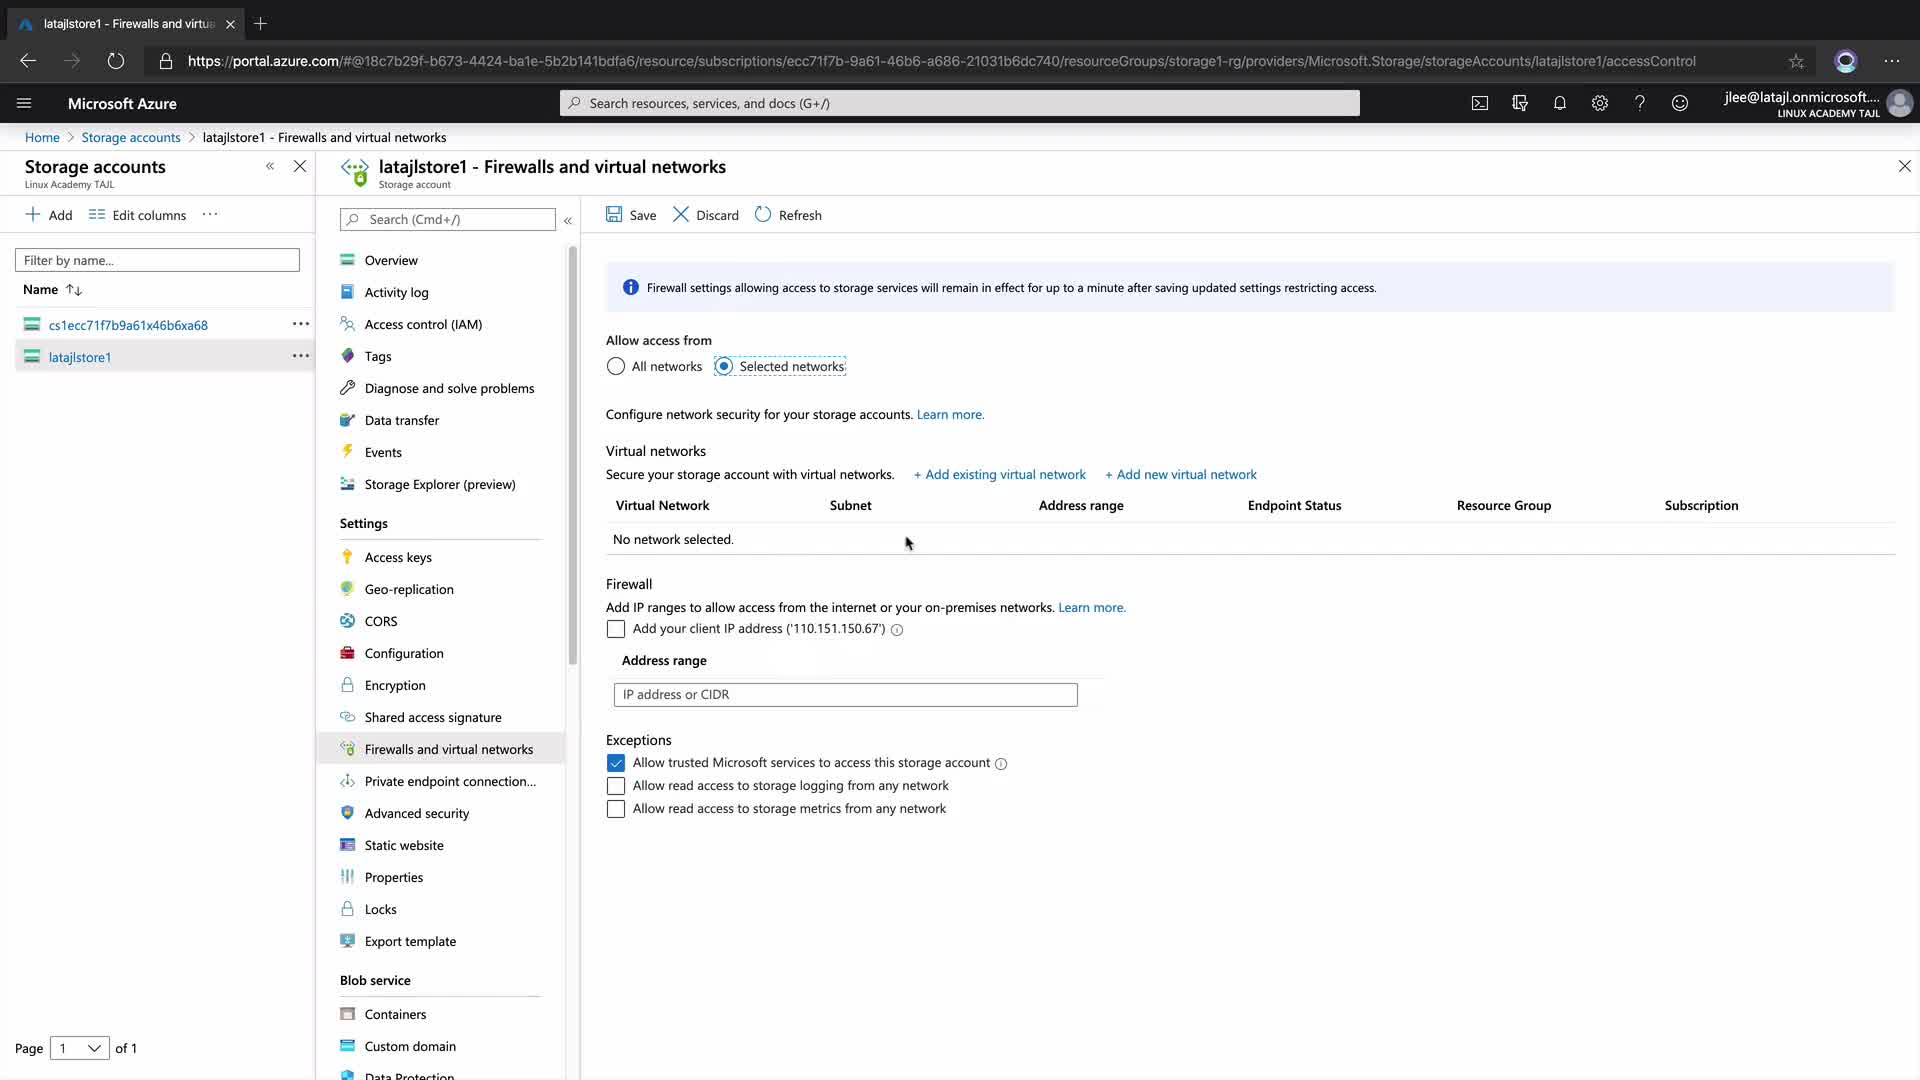 latajlstore1 - Firewalls and virtu
https://portal.azure.com/#@18c7b29f-b673-4424-ba1e-5b2b141bdfa6/resource/subscriptions/ecc71f7b-9a61-46b6-a686-21031b6dc740/resourceGroups/storage1-rg/providers/Microsoft.Storage/storageAccounts/latajlstore1/accessControl
Microsoft Azure
Search resources, services, and docs (G+/)
jlee@latajl.onmicrosoft....
LINUX ACADEMY TAJL
Home > Storage accounts > latajlstore1 - Firewalls and virtual networks
Storage accounts
Linux Academy TAJL
Add
Edit columns
Filter by name...
Name
cs1ecc71f7b9a61x46b6xa68
latajlstore1
Page 1 of 1
latajlstore1 - Firewalls and virtual networks
Storage account
Search (Cmd+/)
Overview
Activity log
Access control (IAM)
Tags
Diagnose and solve problems
Data transfer
Events
Storage Explorer (preview)
Settings
Access keys
Geo-replication
CORS
Configuration
Encryption
Shared access signature
Firewalls and virtual networks
Private endpoint connection...
Advanced security
Static website
Properties
Locks
Export template
Blob service
Containers
Custom domain
Data Protection
Save
Discard
Refresh
Firewall settings allowing access to storage services will remain in effect for up to a minute after saving updated settings restricting access.
Allow access from
All networks
Selected networks
Configure network security for your storage accounts. Learn more.
Virtual networks
Secure your storage account with virtual networks. + Add existing virtual network + Add new virtual network
Virtual Network Subnet Address range Endpoint Status Resource Group Subscription
No network selected.
Firewall
Add IP ranges to allow access from the internet or your on-premises networks. Learn more.
Add your client IP address ('110.151.150.67')
Address range
IP address or CIDR
Exceptions
Allow trusted Microsoft services to access this storage account
Allow read access to storage logging from any network
Allow read access to storage metrics from any network